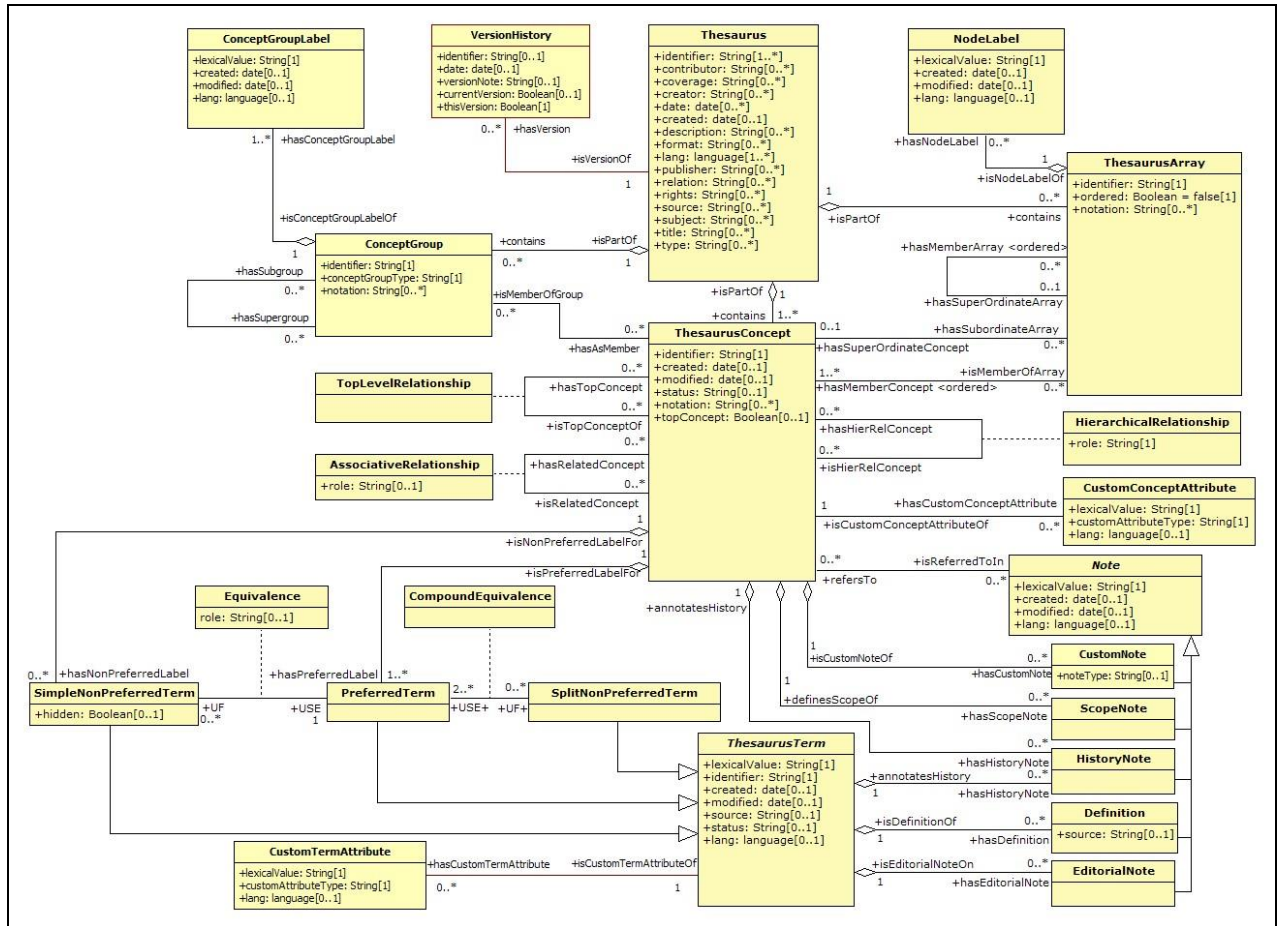 ConceptGroupLabel
+lexicalValue: String[1]
+created: date[0..1]
+modified: date[0..1]
+lang: language[0..1]
VersionHistory
+identifier: String[0..1]
+date: date[0..1]
+versionNote: String[0..1]
+currentVersion: Boolean[0..1]
+thisVersion: Boolean[1]
Thesaurus
+identifier: String[1..*]
+contributor: String[0..*]
+coverage: String[0..*]
+creator: String[0..*]
+date: date[0..*]
+created: date[0..1]
+description: String[0..*]
+format: String[0..*]
+lang: language[1..*]
+publisher: String[0..*]
+relation: String[0..*]
+rights: String[0..*]
+source: String[0..*]
+subject: String[0..*]
+title: String[0..*]
+type: String[0..*]
NodeLabel
+lexicalValue: String[1]
+created: date[0..1]
+modified: date[0..1]
+lang: language[0..1]
1..* +hasConceptGroupLabel
0..* +hasVersion
+isVersionOf
1
+hasNodeLabel 0..*
1
+isNodeLabelOf
ThesaurusArray
+identifier: String[1]
+ordered: Boolean = false[1]
+notation: String[0..*]
1
+isPartOf
0..*
+contains
+isConceptGroupLabelOf
1
ConceptGroup
+identifier: String[1]
+conceptGroupType: String[1]
+notation: String[0..*]
+contains
0..*
+isPartOf
1
+hasSubgroup
0..*
+hasSupergroup
0..*
+isMemberOfGroup
0..*
0..*
+hasAsMember
+hasMemberArray <ordered>
0..*
0..1
+hasSuperOrdinateArray
+isPartOf 1
+contains 1..*
ThesaurusConcept
+identifier: String[1]
+created: date[0..1]
+modified: date[0..1]
+status: String[0..1]
+notation: String[0..*]
+topConcept: Boolean[0..1]
0..1 +hasSubordinateArray
+hasSuperOrdinateConcept 0..*
1..* +isMemberOfArray
+hasMemberConcept <ordered> 0..*
TopLevelRelationship
0..*
+hasTopConcept
0..*
+isTopConceptOf
0..*
+hasHierRelConcept
0..*
+isHierRelConcept
HierarchicalRelationship
+role: String[1]
AssociativeRelationship
+role: String[0..1]
0..*
+hasRelatedConcept
0..*
+isRelatedConcept
CustomConceptAttribute
+lexicalValue: String[1]
+customAttributeType: String[1]
+lang: language[0..1]
1 +hasCustomConceptAttribute
+isCustomConceptAttributeOf 0..*
1
+isNonPreferredLabelFor
1
+isPreferredLabelFor
0..* +isReferredToIn
+refersTo 0..*
Note
+lexicalValue: String[1]
+created: date[0..1]
+modified: date[0..1]
+lang: language[0..1]
Equivalence
role: String[0..1]
CompoundEquivalence
1
+annotatesHistory
1
+isCustomNoteOf
0..*
+hasCustomNote
CustomNote
+noteType: String[0..1]
0..* +hasNonPreferredLabel
+hasPreferredLabel 1..*
SimpleNonPreferredTerm
+hidden: Boolean[0..1]
+UF
0..*
+USE
1
PreferredTerm
2..*
+USE+
0..*
+UF+
SplitNonPreferredTerm
1
+definesScopeOf
0..*
+hasScopeNote
ScopeNote
ThesaurusTerm
+lexicalValue: String[1]
+identifier: String[1]
+created: date[0..1]
+modified: date[0..1]
+source: String[0..1]
+status: String[0..1]
+lang: language[0..1]
0..*
+hasHistoryNote
HistoryNote
+annotatesHistory 0..*
1 +hasHistoryNote
+isDefinitionOf 0..*
1 +hasDefinition
Definition
+source: String[0..1]
+isEditorialNoteOn 0..*
1 +hasEditorialNote
EditorialNote
CustomTermAttribute
+lexicalValue: String[1]
+customAttributeType: String[1]
+lang: language[0..1]
+hasCustomTermAttribute +isCustomTermAttributeOf
0..* 1